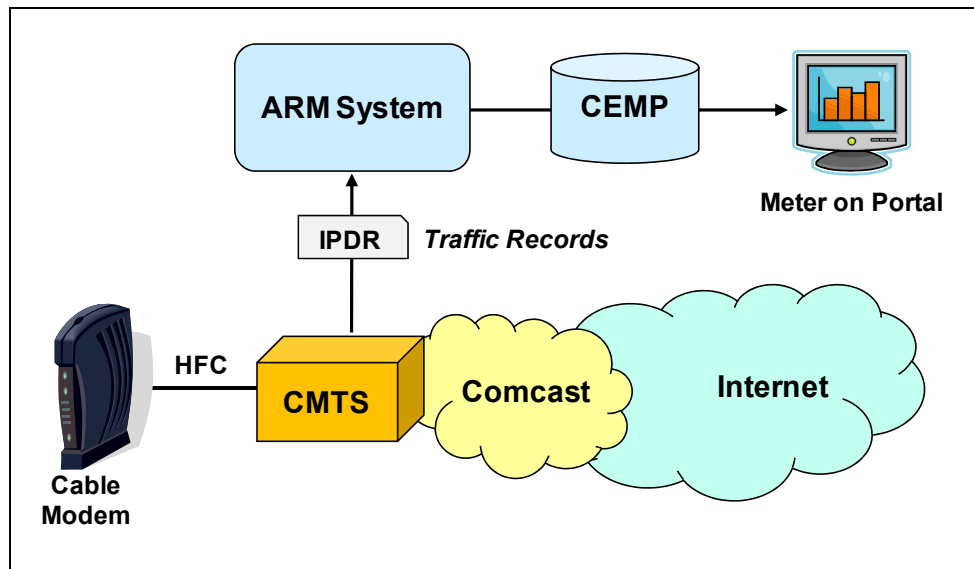 ARM System
CEMP
Meter on Portal
IPDR
Traffic Records
HFC
CMTS
Comcast
Internet
Cable
Modem